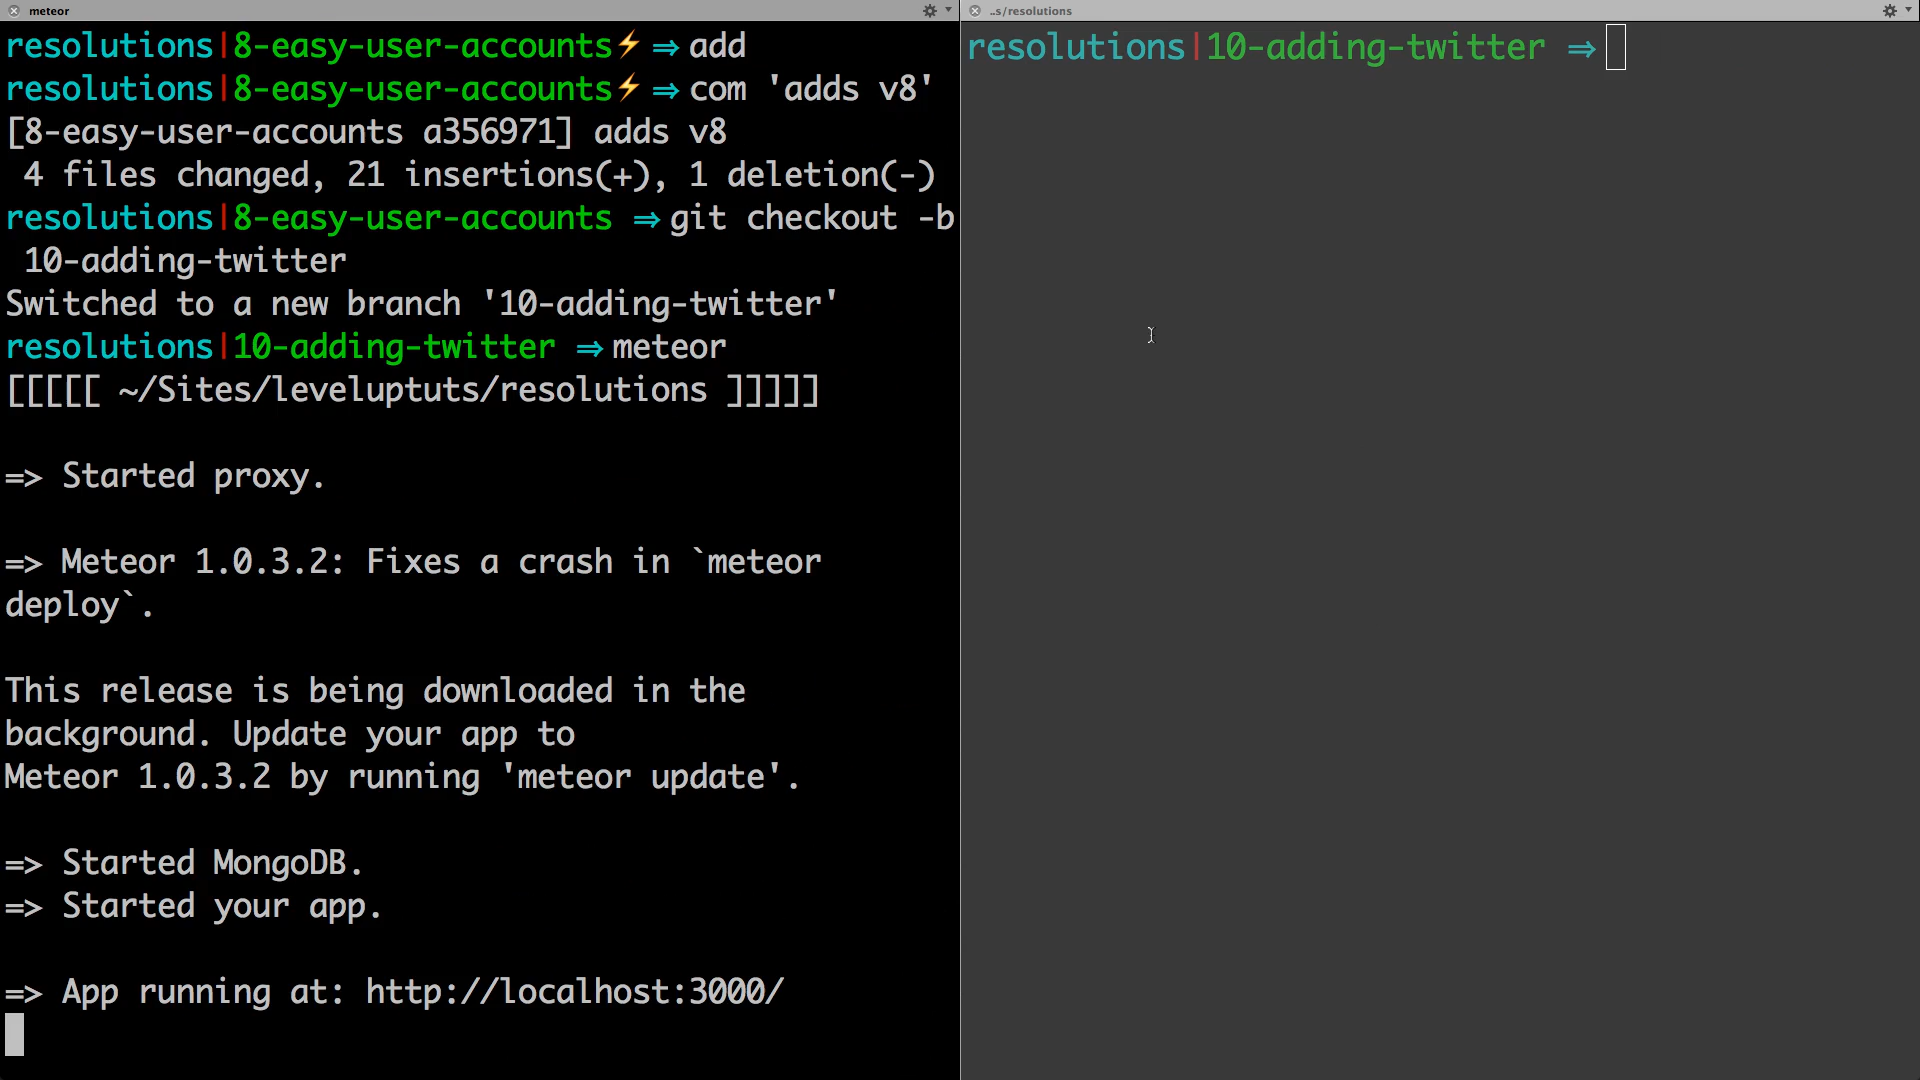 meteor
resolutions|8-easy-user-accounts⚡ ⇒ add
resolutions|8-easy-user-accounts⚡ ⇒ com 'adds v8'
[8-easy-user-accounts a356971] adds v8
 4 files changed, 21 insertions(+), 1 deletion(-)
resolutions|8-easy-user-accounts ⇒ git checkout -b
 10-adding-twitter
Switched to a new branch '10-adding-twitter'
resolutions|10-adding-twitter ⇒ meteor
[[[[[ ~/Sites/leveluptuts/resolutions ]]]]]
=> Started proxy.
=> Meteor 1.0.3.2: Fixes a crash in `meteor
deploy`.
This release is being downloaded in the
background. Update your app to
Meteor 1.0.3.2 by running 'meteor update'.
=> Started MongoDB.
=> Started your app.
=> App running at: http://localhost:3000/
..s/resolutions
resolutions|10-adding-twitter ⇒